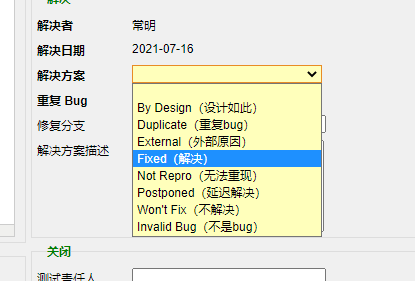 解决
解决者 常明
解决日期 2021-07-16
解决方案
By Design（设计如此）
Duplicate（重复bug）
External（外部原因）
Fixed（解决）
Not Repro（无法重现）
Postponed（延迟解决）
Won't Fix（不解决）
Invalid Bug（不是bug）
重复 Bug
修复分支
解决方案描述
关闭
测试责任人